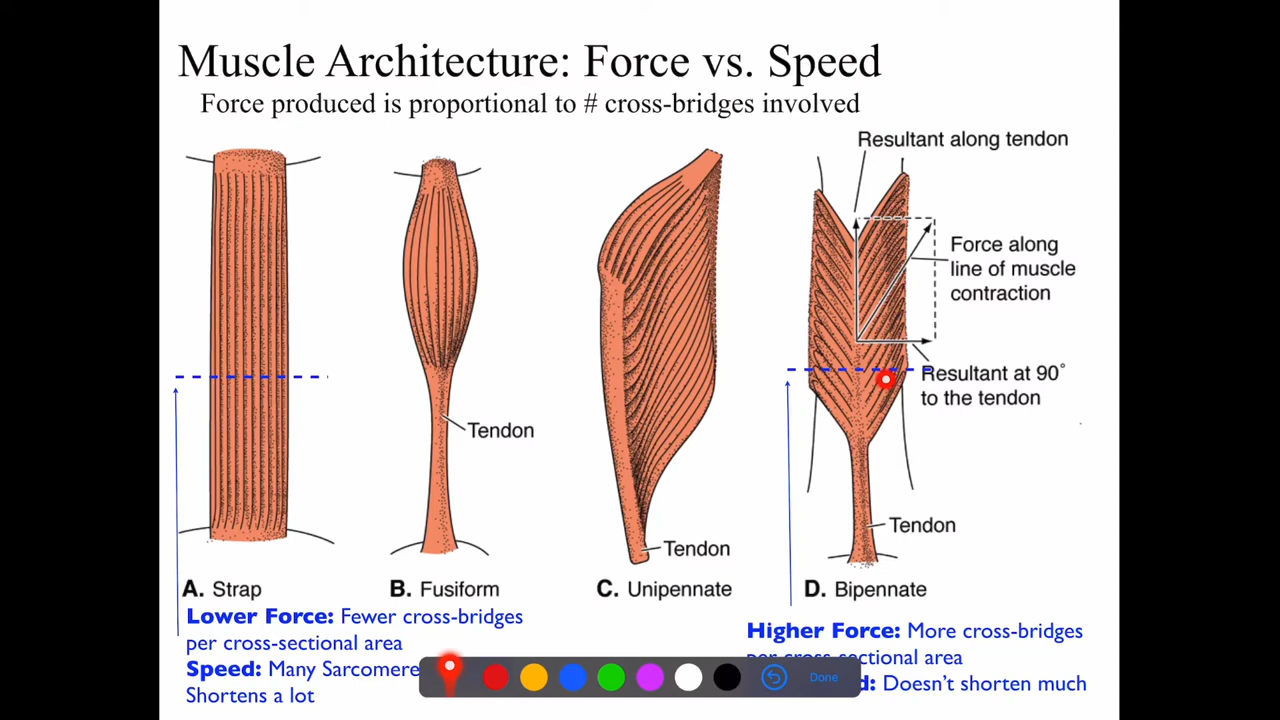 Muscle Architecture: Force vs. Speed
Force produced is proportional to # cross-bridges involved
Resultant along tendon
Force along
line of muscle
contraction
Resultant at 90˚
to the tendon
Tendon
Tendon
Tendon
A. Strap
B. Fusiform
C. Unipennate
D. Bipennate
Lower Force: Fewer cross-bridges
per cross-sectional area
Speed: Many Sarcomere
Shortens a lot
Higher Force: More cross-bridges
per cross-sectional area
d: Doesn't shorten much
Done